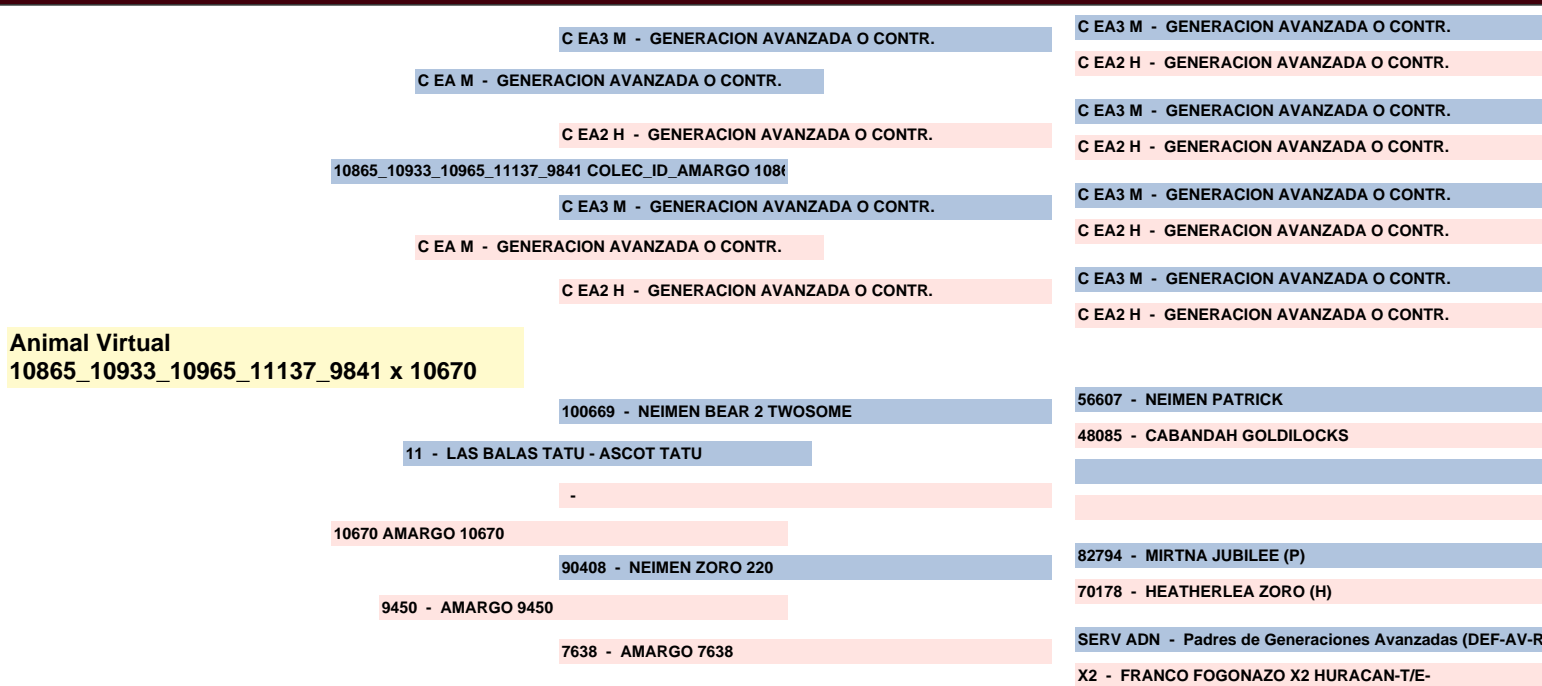 C EA3 M - GENERACION AVANZADA O CONTR.
C EA3 M - GENERACION AVANZADA O CONTR.
C EA2 H - GENERACION AVANZADA O CONTR.
C EA M - GENERACION AVANZADA O CONTR.
C EA3 M - GENERACION AVANZADA O CONTR.
C EA2 H - GENERACION AVANZADA O CONTR.
C EA2 H - GENERACION AVANZADA O CONTR.
10865_10933_10965_11137_9841 COLEC_ID_AMARGO 1086
C EA3 M - GENERACION AVANZADA O CONTR.
C EA3 M - GENERACION AVANZADA O CONTR.
C EA2 H - GENERACION AVANZADA O CONTR.
C EA M - GENERACION AVANZADA O CONTR.
C EA3 M - GENERACION AVANZADA O CONTR.
C EA2 H - GENERACION AVANZADA O CONTR.
C EA2 H - GENERACION AVANZADA O CONTR.
Animal Virtual
10865_10933_10965_11137_9841 x 10670
100669 - NEIMEN BEAR 2 TWOSOME
56607 - NEIMEN PATRICK
48085 - CABANDAH GOLDILOCKS
11 - LAS BALAS TATU - ASCOT TATU
-
10670 AMARGO 10670
90408 - NEIMEN ZORO 220
82794 - MIRTNA JUBILEE (P)
70178 - HEATHERLEA ZORO (H)
9450 - AMARGO 9450
7638 - AMARGO 7638
SERV ADN - Padres de Generaciones Avanzadas (DEF-AV-R
X2 - FRANCO FOGONAZO X2 HURACAN-T/E-